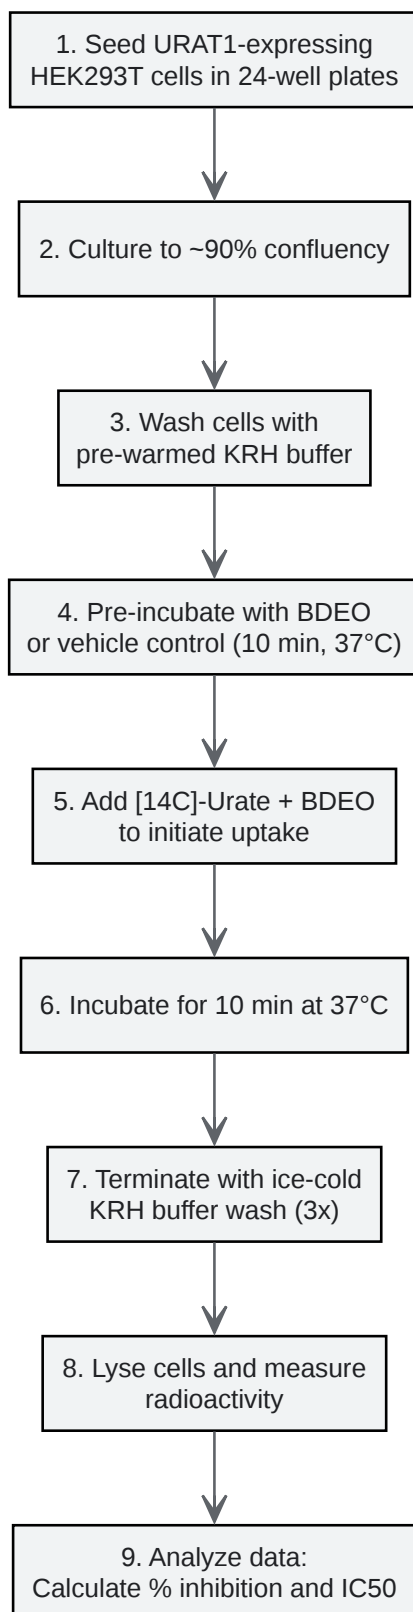 1. Seed URAT1-expressing
HEK293T cells in 24-well plates
2. Culture to ~90% confluency
3. Wash cells with
pre-warmed KRH buffer
4. Pre-incubate with BDEO
or vehicle control (10 min, 37°C)
5. Add [14C]-Urate + BDEO
to initiate uptake
6. Incubate for 10 min at 37°C
7. Terminate with ice-cold
KRH buffer wash (3x)
8. Lyse cells and measure
radioactivity
9. Analyze data:
Calculate % inhibition and IC50